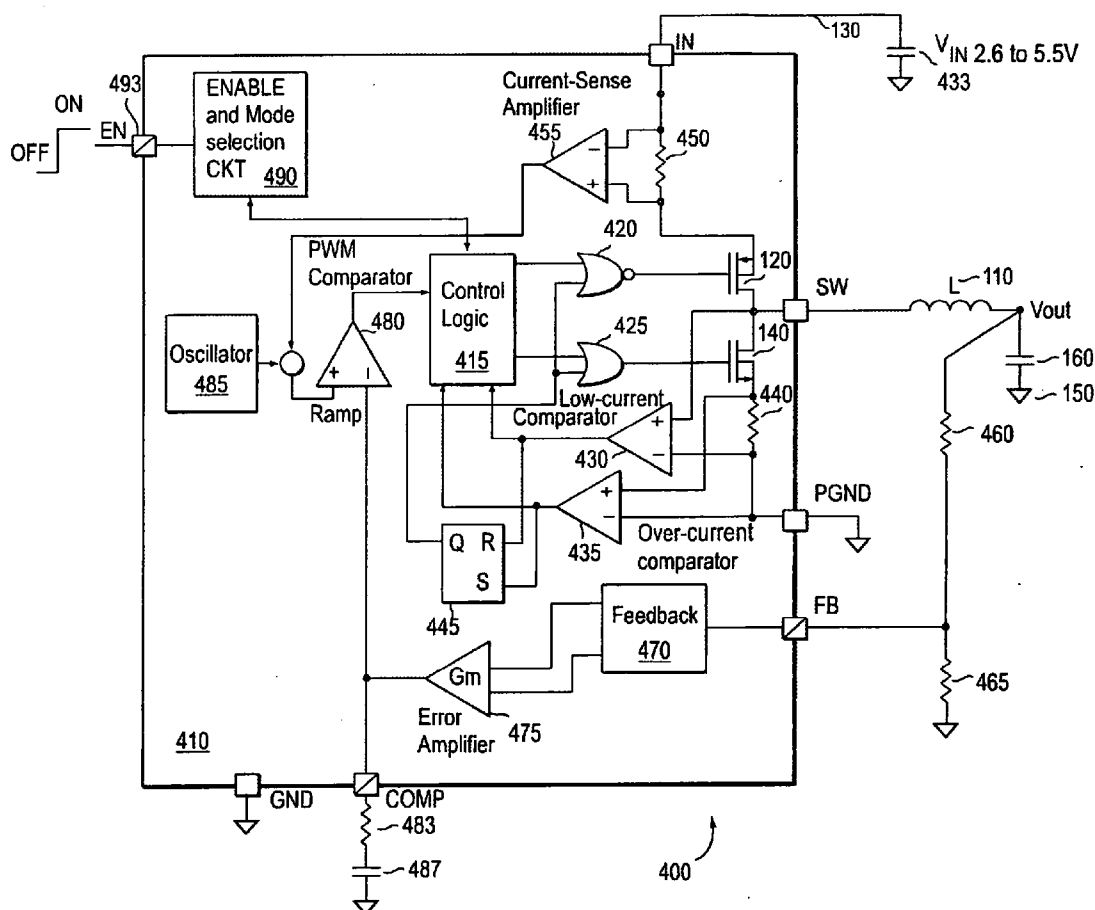 IN
130
V IN 2.6 to 5.5V
433
493
ON
OFF
EN
ENABLE
and Mode
selection
CKT
490
Current-Sense
Amplifier
455
-
+
450
420
120
PWM
Comparator
480
Control
Logic
415
SW
L
110
Vout
425
140
160
150
Oscillator
485
+
-
Ramp
Low-current
Comparator
440
+
-
430
460
+
-
435
PGND
Over-current
comparator
Q
R
S
445
Feedback
470
FB
Gm
Error
Amplifier
475
465
410
GND
COMP
483
487
400